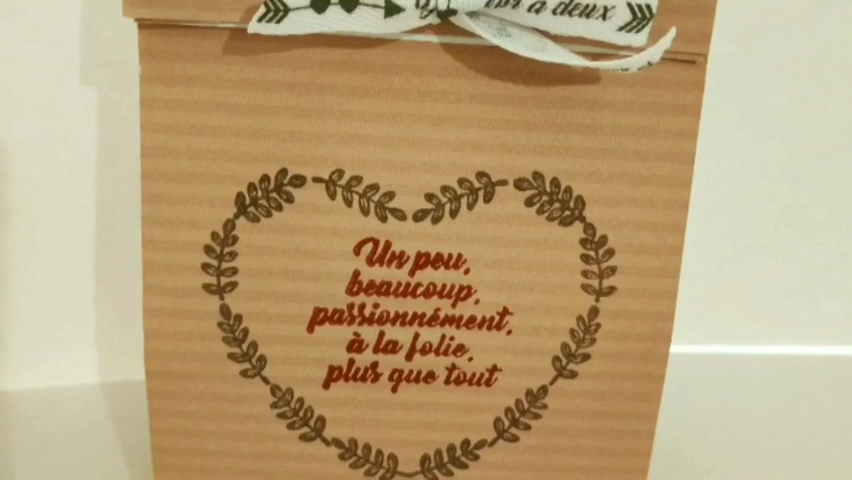 à deux
Un peu,
beaucoup,
passionnément,
à la folie,
plus que tout